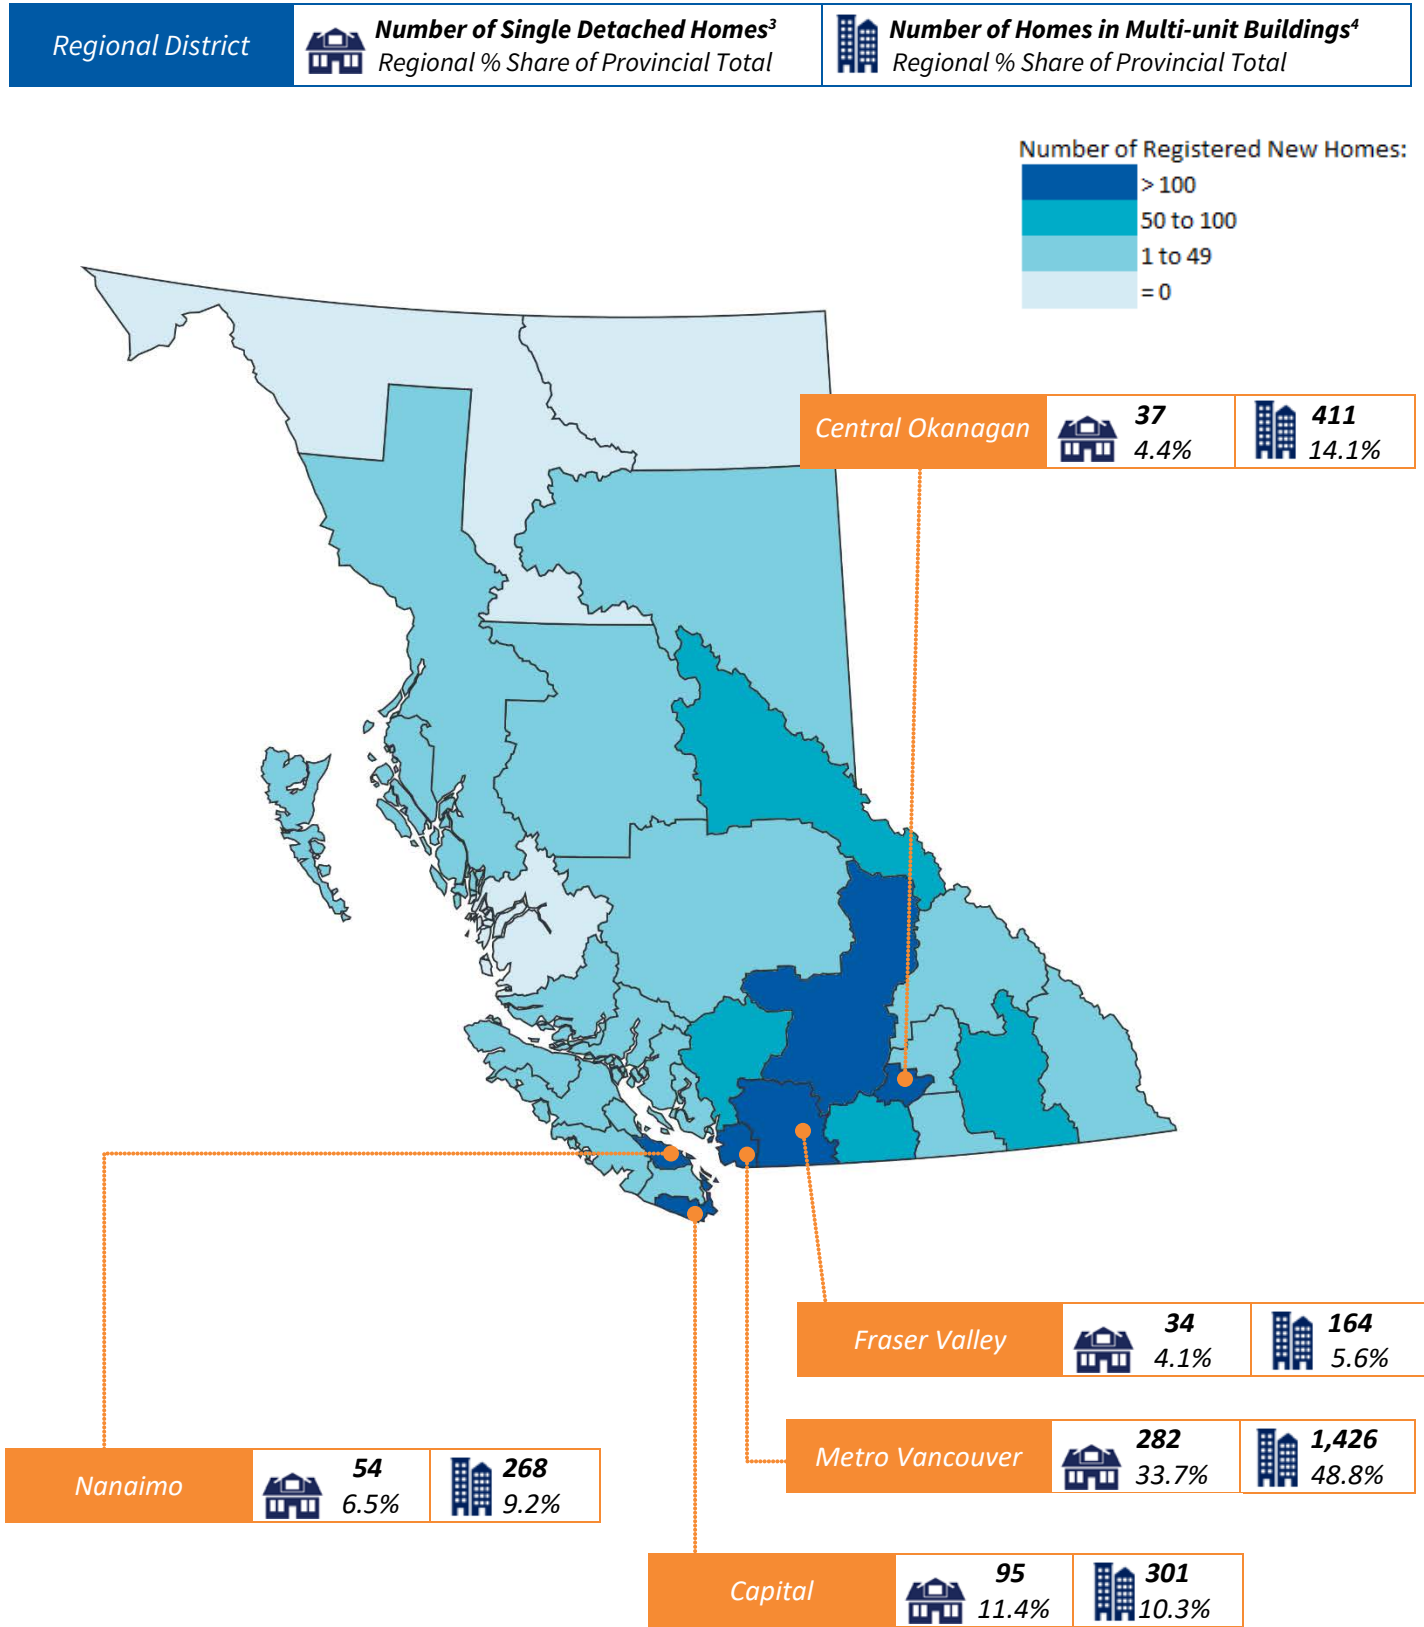 Regional District
Number of Single Detached Homes³
Regional % Share of Provincial Total
Number of Homes in Multi-unit Buildings⁴
Regional % Share of Provincial Total
Number of Registered New Homes:
> 100
50 to 100
1 to 49
= 0
Central Okanagan
37
4.4%
411
14.1%
Fraser Valley
34
4.1%
164
5.6%
Metro Vancouver
282
33.7%
1,426
48.8%
Nanaimo
54
6.5%
268
9.2%
Capital
95
11.4%
301
10.3%